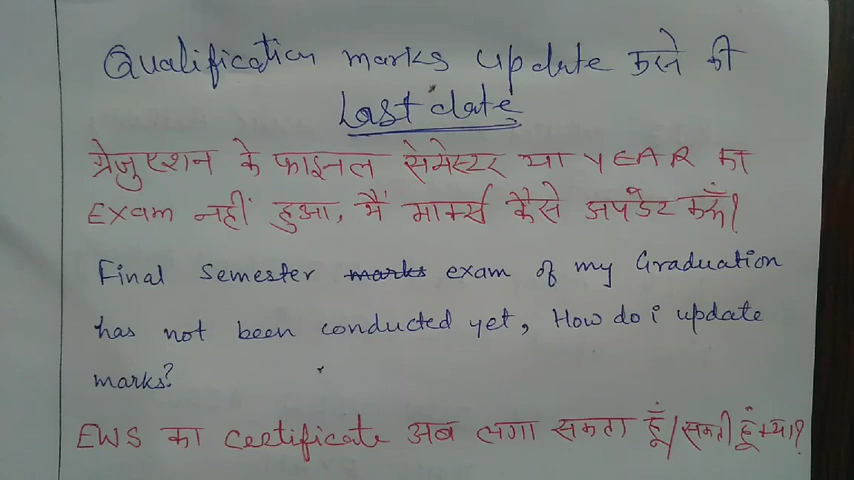 Qualification marks update करने की
Last date
ग्रेजुएशन के फाइनल सेमेस्टर या YEAR का
Exam नहीं हुआ, मैं मार्क्स कैसे अपडेट करूँ?
Final Semester marks exam of my Graduation
has not been conducted yet, How do i update
marks?
EWS का Certificate अब लगा सकता हूँ/सकती हूँ क्या?